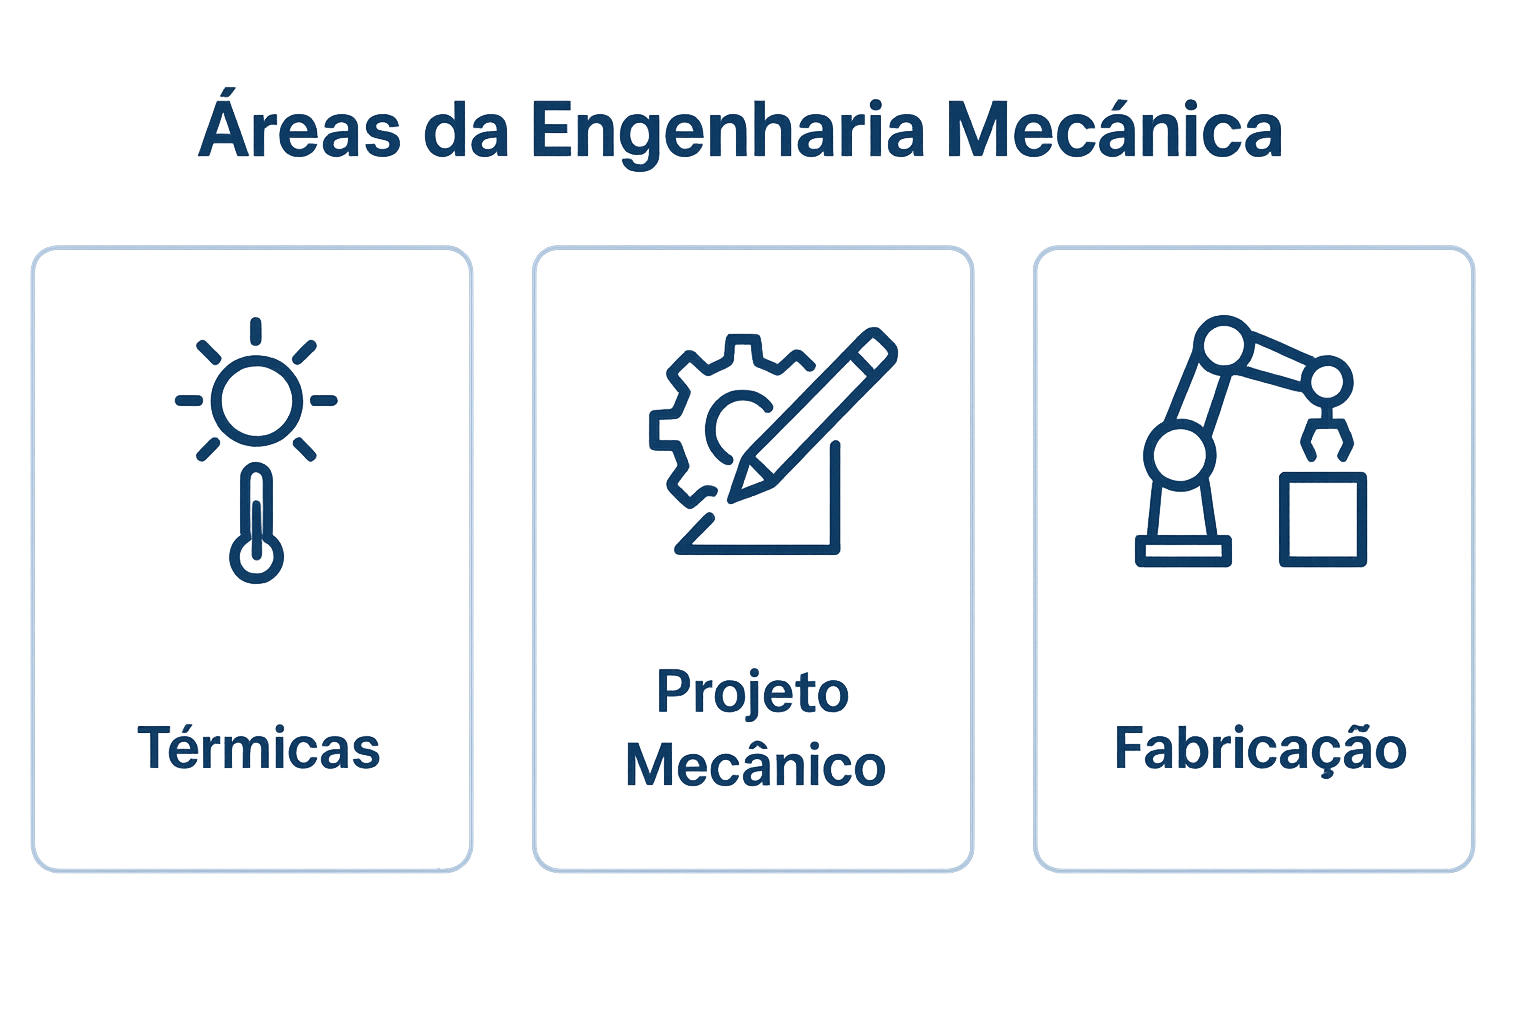 Áreas da Engenharia Mecánica
Térmicas
Projeto
Mecânico
Fabricação